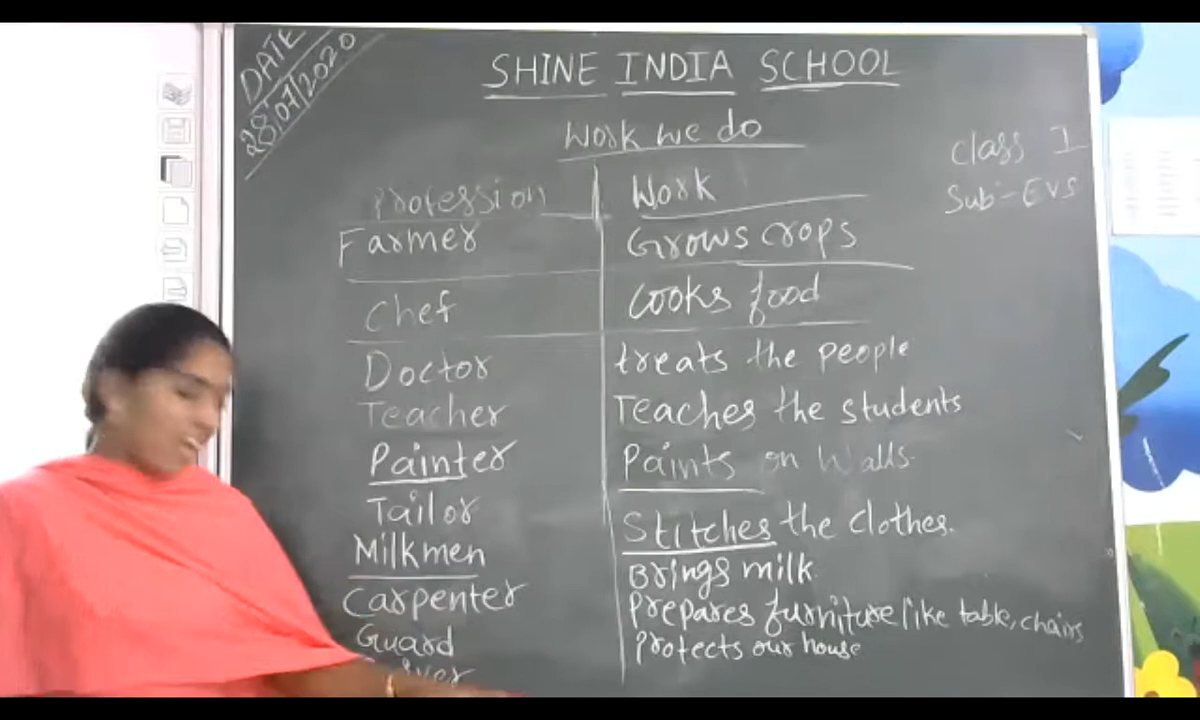 DATE
28/07/2020
SHINE INDIA SCHOOL
Work we do
Class I
Sub-EVS
Profession Work
Farmer Grows crops
Chef Cooks food
Doctor treats the people
Teacher Teaches the students
Painter Paints on Walls.
Tailor Stitches the clothes.
Milkmen Brings milk.
Carpenter Prepares furniture like table, chairs
Guard Protects our house